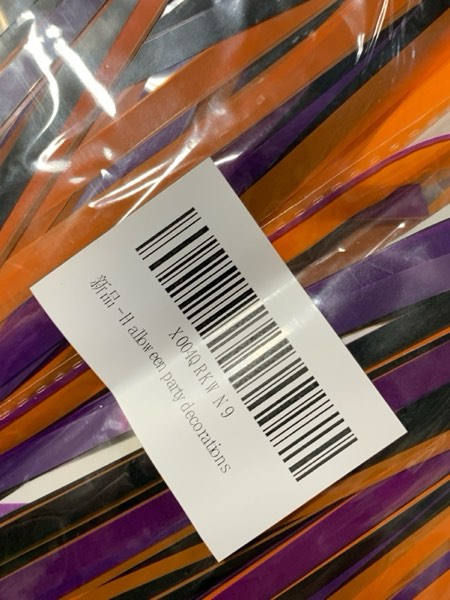 X004QRKWN9
新品-Halloween party decorations